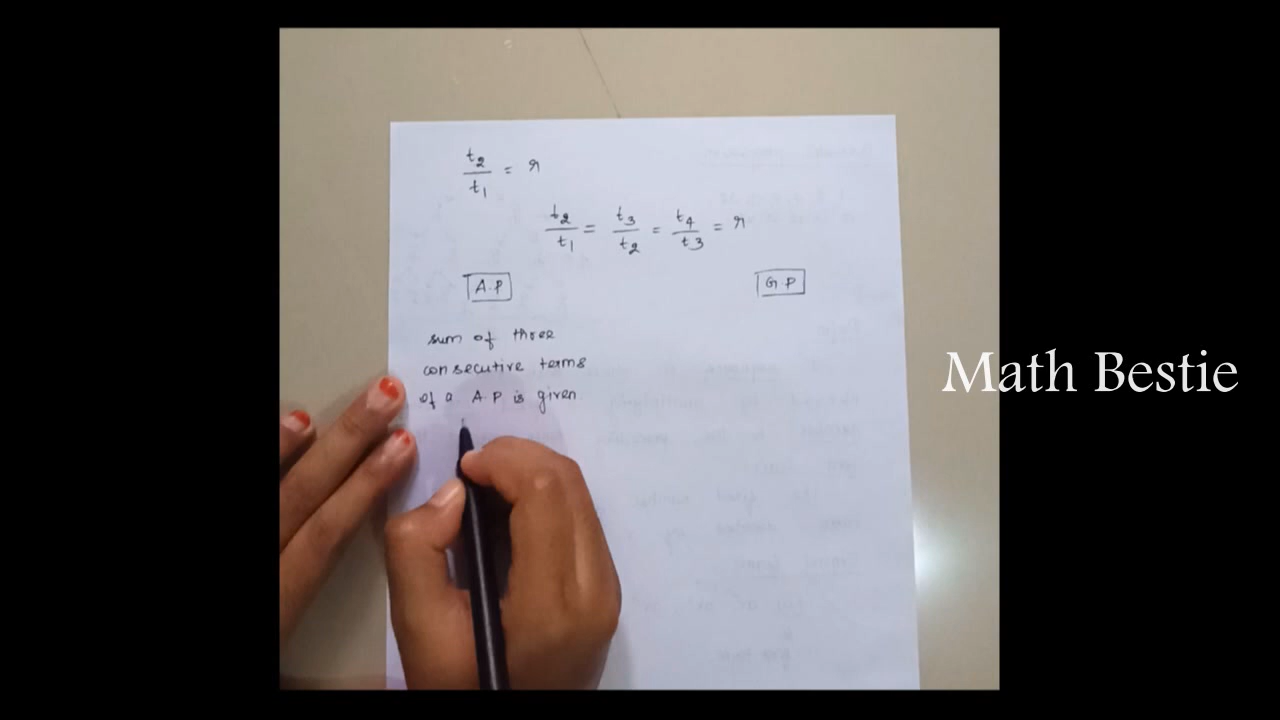 t2/t1 = r
t2/t1 = t3/t2 = t4/t3 = r
A.P
G.P
sum of three
consecutive terms
of a A.P is given
Math Bestie